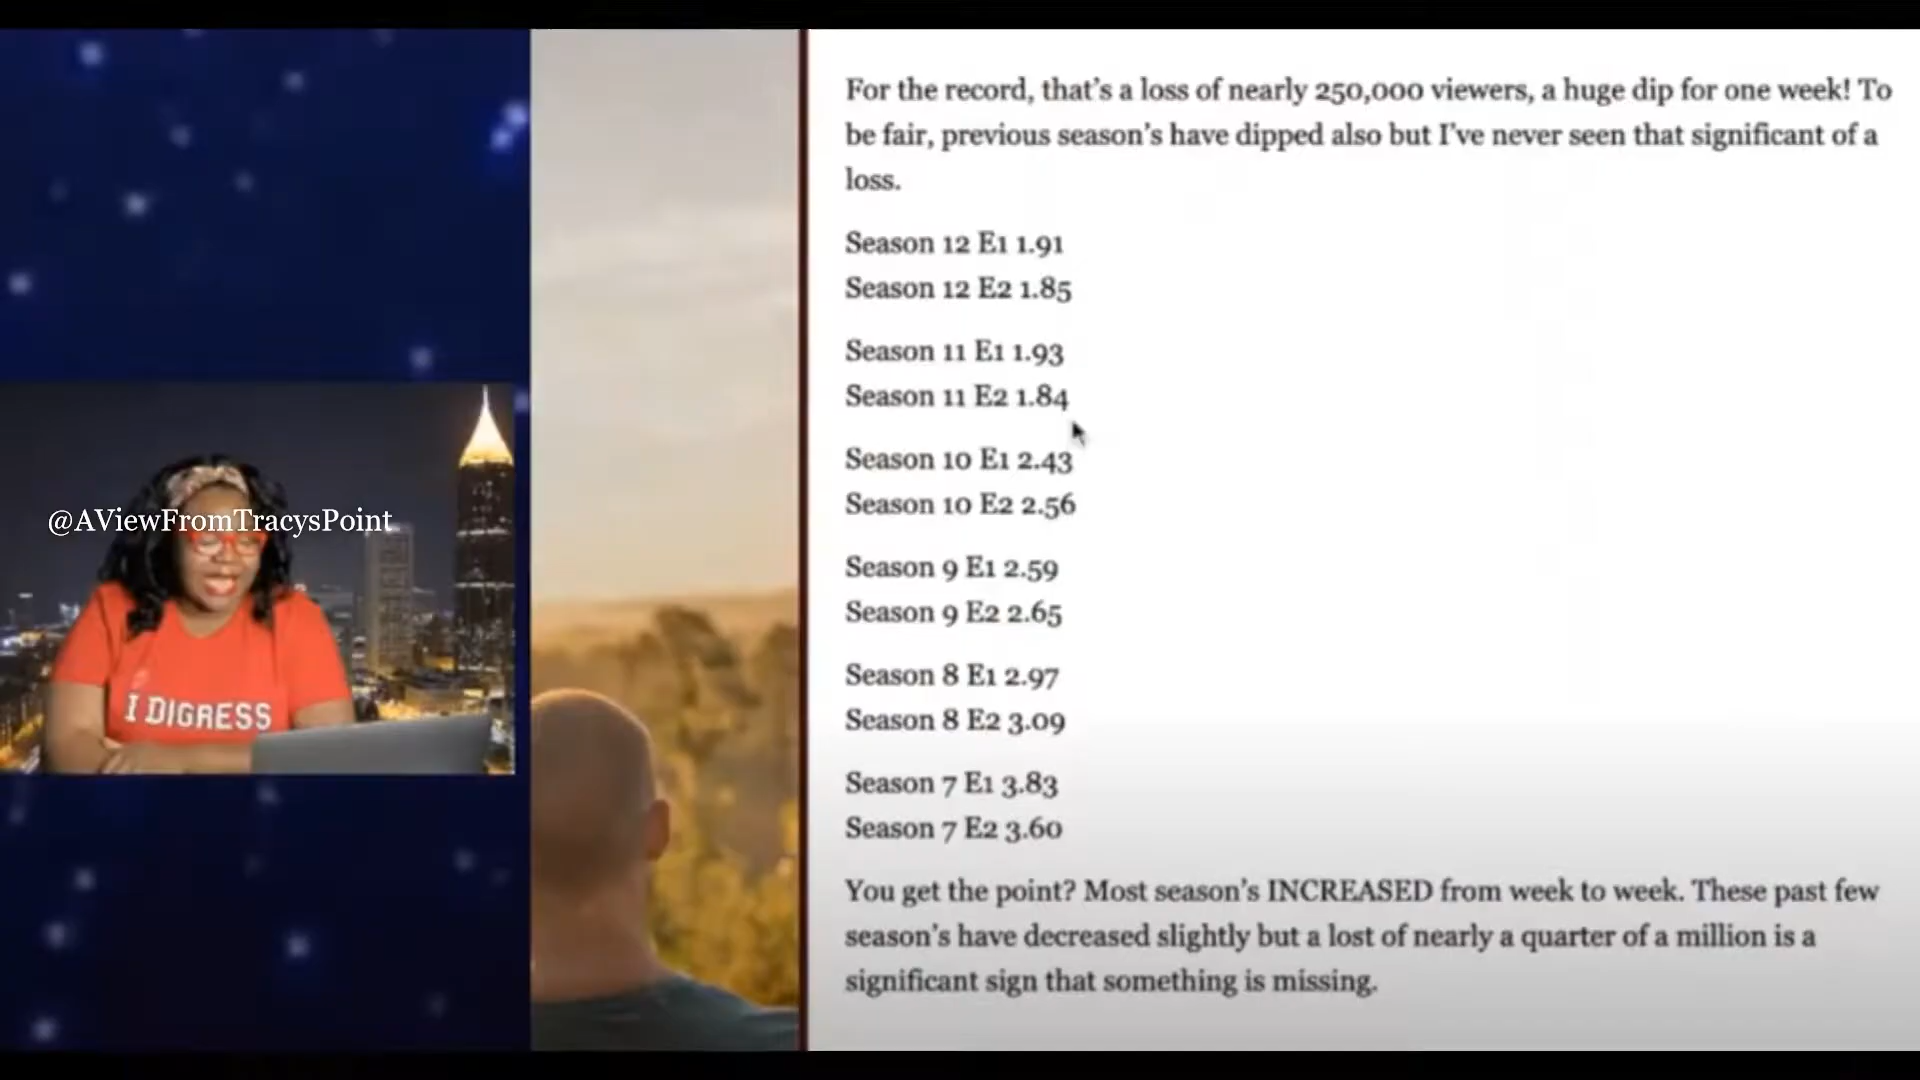 For the record, that's a loss of nearly 250,000 viewers, a huge dip for one week! To
be fair, previous season's have dipped also but I've never seen that significant of a
loss.
Season 12 E1 1.91
Season 12 E2 1.85
Season 11 E1 1.93
Season 11 E2 1.84
Season 10 E1 2.43
Season 10 E2 2.56
Season 9 E1 2.59
Season 9 E2 2.65
Season 8 E1 2.97
Season 8 E2 3.09
Season 7 E1 3.83
Season 7 E2 3.60
You get the point? Most season's INCREASED from week to week. These past few
season's have decreased slightly but a lost of nearly a quarter of a million is a
significant sign that something is missing.
@AViewFromTracysPoint
I DIGRESS